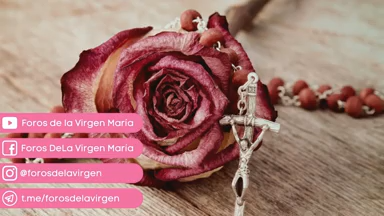 Foros de la Virgen María
Foros DeLa Virgen María
@forosdelavirgen
t.me/forosdelavirgen